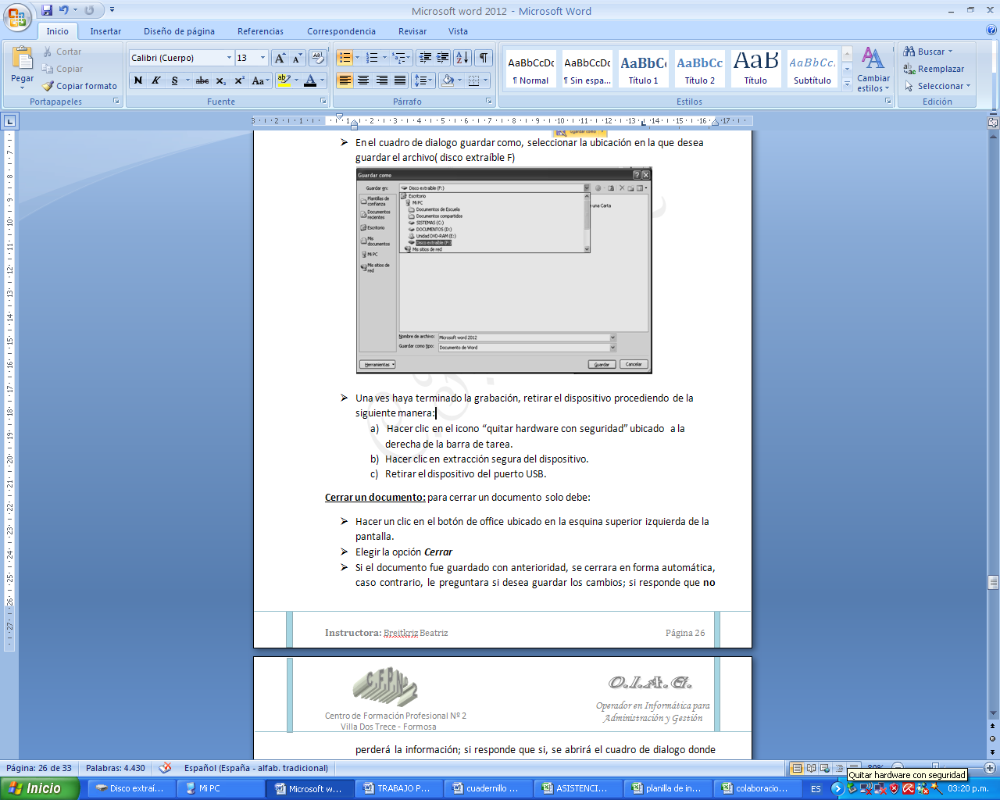 Microsoft word 2012 - Microsoft Word
Inicio Insertar Diseño de página Referencias Correspondencia Revisar Vista
Pegar
Cortar
Copiar
Copiar formato
Portapapeles
Calibri (Cuerpo) 13
N K S abc x₂ x² Aa
Fuente
Párrafo
AaBbCcDc AaBbCcDc AaBbCc AaBbCc AaB AaBbCc.
¶ Normal ¶ Sin espa... Título 1 Título 2 Título Subtítulo
Cambiar estilos
Estilos
Buscar
Reemplazar
Seleccionar
Edición
Guardar como
En el cuadro de dialogo guardar como, seleccionar la ubicación en la que desea
guardar el archivo( disco extraíble F)
Guardar como
Guardar en: Disco extraíble (F:)
Plantillas de confianza
Documentos recientes
Escritorio
Mis documentos
Mi PC
Mis sitios de red
Escritorio
Mi PC
Documentos de Escuela
Documentos compartidos
SISTEMAS (C:)
DOCUMENTOS (D:)
Unidad DVD-RAM (E:)
Disco extraíble (F:)
Mis sitios de red
una Carta
Nombre de archivo: Microsoft word 2012
Guardar como tipo: Documento de Word
Herramientas Guardar Cancelar
Una ves haya terminado la grabación, retirar el dispositivo procediendo de la
siguiente manera:
a) Hacer clic en el icono “quitar hardware con seguridad” ubicado a la
derecha de la barra de tarea.
b) Hacer clic en extracción segura del dispositivo.
c) Retirar el dispositivo del puerto USB.
Cerrar un documento: para cerrar un documento solo debe:
Hacer un clic en el botón de office ubicado en la esquina superior izquierda de la
pantalla.
Elegir la opción Cerrar
Si el documento fue guardado con anterioridad, se cerrara en forma automática,
caso contrario, le preguntara si desea guardar los cambios; si responde que no
Instructora: Breitkriz Beatriz Página 26
C.F.P.Nº 2
Centro de Formación Profesional Nº 2
Villa Dos Trece - Formosa
O.I.A.G.
Operador en Informática para
Administración y Gestión
perderá la información; si responde que si, se abrirá el cuadro de dialogo donde
Página: 26 de 33 Palabras: 4.430 Español (España - alfab. tradicional) 80%
Quitar hardware con seguridad
Inicio Disco extraí... Mi PC Microsoft w... TRABAJO P... cuadernillo ... ASISTENCI... planilla de in... colaboracio... ES 03:20 p.m.